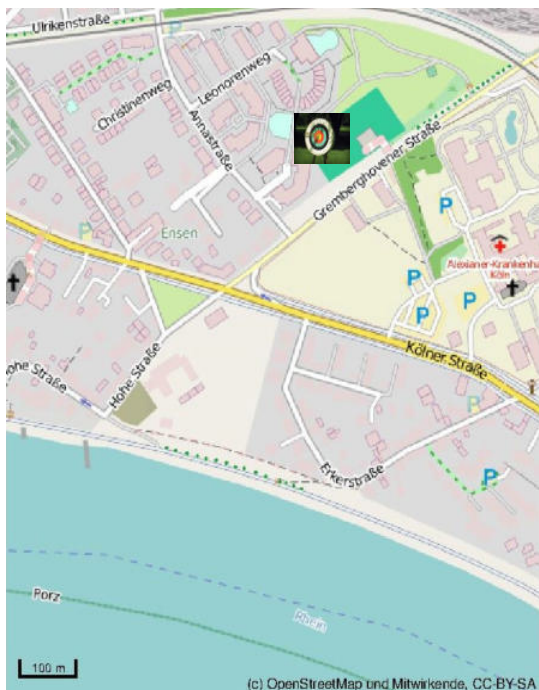 Ulrikenstraße
P
Leonorenweg
Christinenweg
Annastraße
Gremberghovener Straße
P
P
Ensen
Alexianer-Krankenha
Köln
P
P
P
P
Kölner Straße
Hohe Straße
Hohe Straße
P
Erkerstraße
P
Porz
Rhein
100 m
(c) OpenStreetMap und Mitwirkende, CC-BY-SA